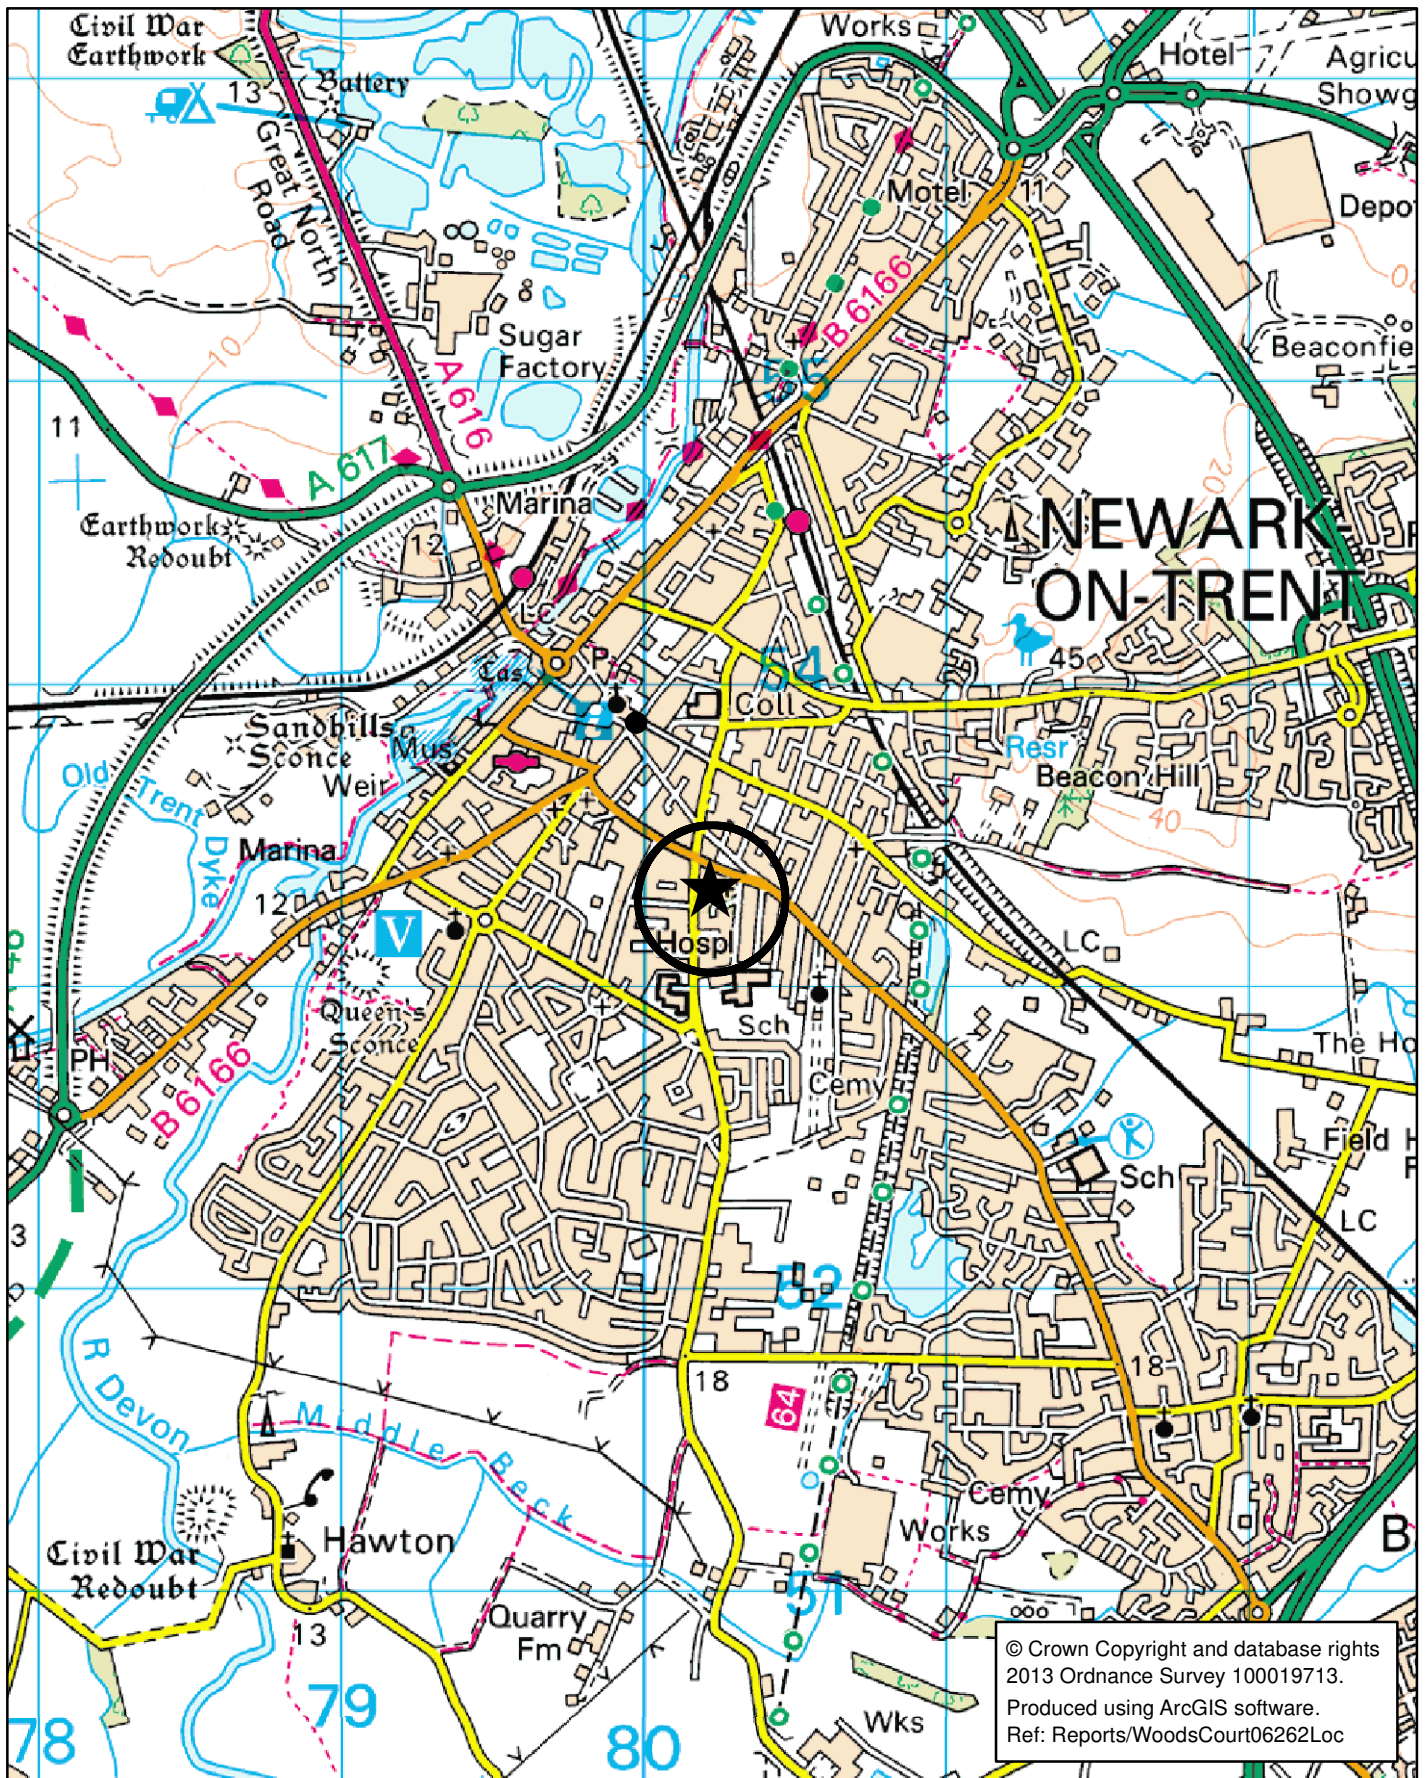 Civil War
Earthwork
13
Battery
Works
Hotel
Agricu
Showg
Great North
Road
Motel
11
Depo
B 6166
Sugar
Factory
10
A 616
55
Beaconfie
11
A 617
Marina
20
NEWARK-
ON-TRENT
Earthwork
Redoubt
12
LC
P
Cas
54
45
Coll
Sandhills
Sconce
Mus
Weir
Resr
Beacon Hill
Old Trent Dyke
40
Marina
12
V
Hospl
LC
Queen's
Sconce
Sch
The Ho
PH
B 6166
Cemy
Sch
Field H
F
3
LC
52
R Devon
18
18
64
Middle Beck
Cemy
Works
Hawton
Civil War
Redoubt
B
51
Quarry
Fm
13
79
78
80
Wks
© Crown Copyright and database rights
2013 Ordnance Survey 100019713.
Produced using ArcGIS software.
Ref: Reports/WoodsCourt06262Loc